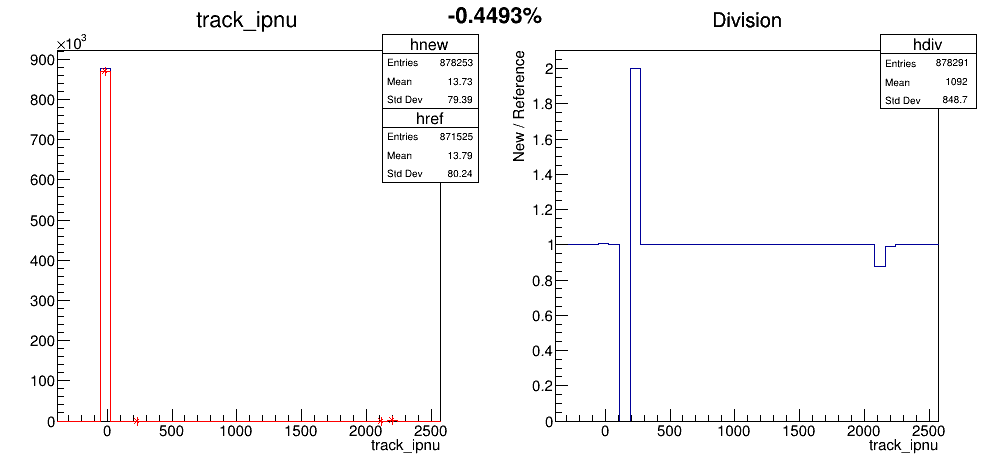 -0.4493%
track_ipnu
×10³
900
800
700
600
500
400
300
200
100
0
0 500 1000 1500 2000 2500
track_ipnu
hnew
Entries 878253
Mean 13.73
Std Dev 79.39
href
Entries 871525
Mean 13.79
Std Dev 80.24
Division
New / Reference
2
1.8
1.6
1.4
1.2
1
0.8
0.6
0.4
0.2
0
0 500 1000 1500 2000 2500
track_ipnu
hdiv
Entries 878291
Mean 1092
Std Dev 848.7